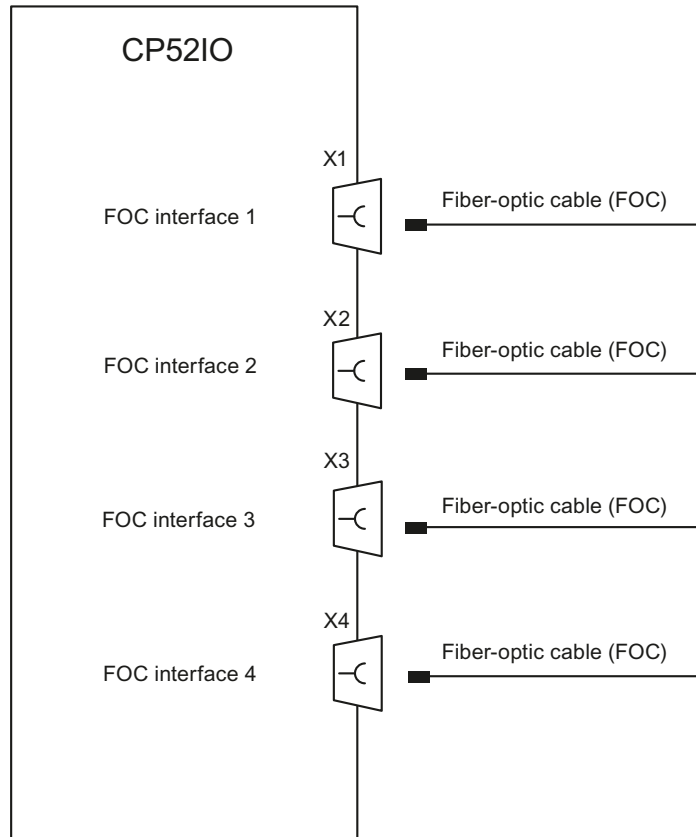 CP52IO
X1
FOC interface 1
Fiber-optic cable (FOC)
X2
FOC interface 2
Fiber-optic cable (FOC)
X3
FOC interface 3
Fiber-optic cable (FOC)
X4
FOC interface 4
Fiber-optic cable (FOC)